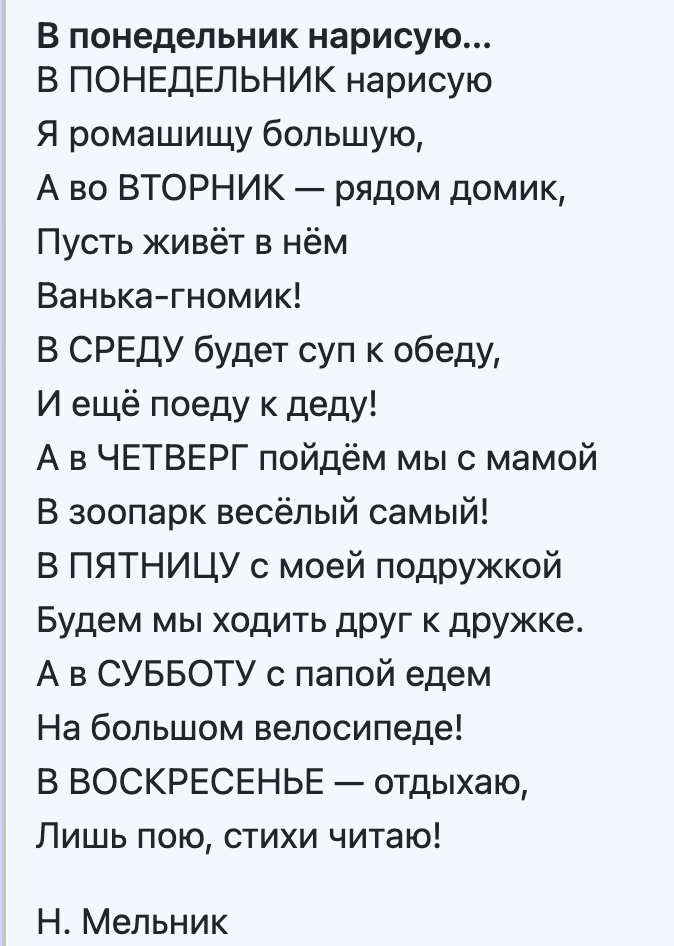 В понедельник нарисую...
В ПОНЕДЕЛЬНИК нарисую
Я ромашищу большую,
А во ВТОРНИК — рядом домик,
Пусть живёт в нём
Ванька-гномик!
В СРЕДУ будет суп к обеду,
И ещё поеду к деду!
А в ЧЕТВЕРГ пойдём мы с мамой
В зоопарк весёлый самый!
В ПЯТНИЦУ с моей подружкой
Будем мы ходить друг к дружке.
А в СУББОТУ с папой едем
На большом велосипеде!
В ВОСКРЕСЕНЬЕ — отдыхаю,
Лишь пою, стихи читаю!
Н. Мельник